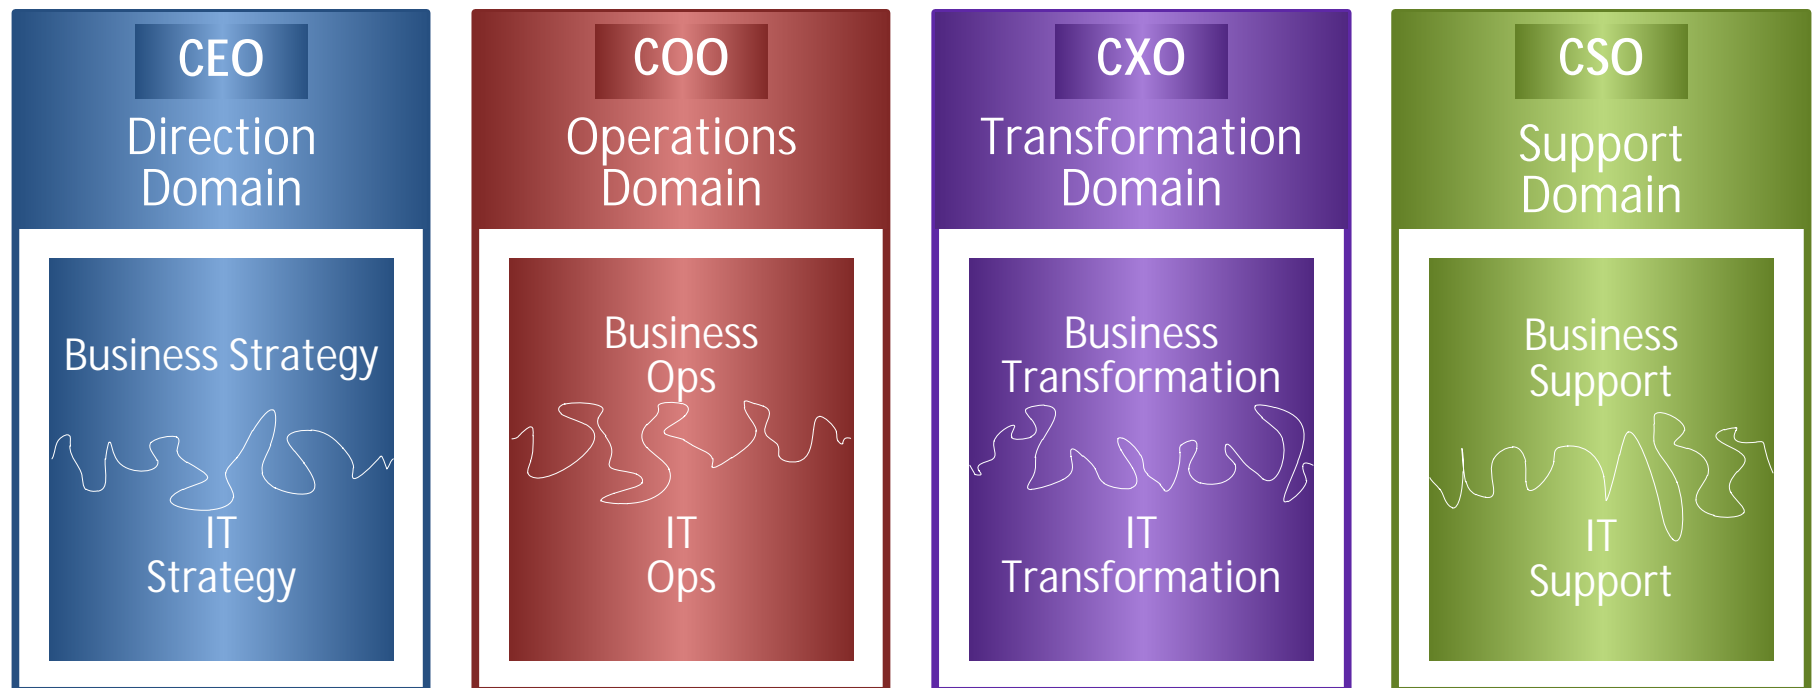 CEO
Direction
Domain
Business Strategy
IT
Strategy
COO
Operations
Domain
Business
Ops
IT
Ops
CXO
Transformation
Domain
Business
Transformation
IT
Transformation
CSO
Support
Domain
Business
Support
IT
Support